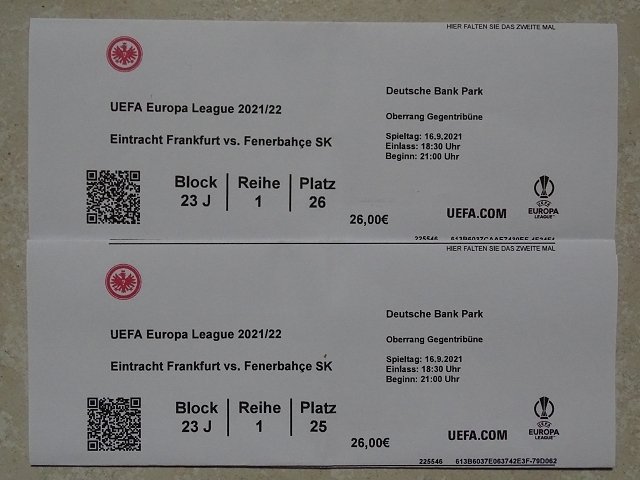 HIER FALTEN SIE DAS ZWEITE MAL
Deutsche Bank Park
UEFA Europa League 2021/22
Oberrang Gegentribüne
Eintracht Frankfurt vs. Fenerbahçe SK
Spieltag: 16.9.2021
Einlass: 18:30 Uhr
Beginn: 21:00 Uhr
Block Reihe Platz
23 J 1 26
26,00€
UEFA.COM
UEFA
EUROPA
LEAGUE
225546
HIER FALTEN SIE DAS ZWEITE MAL
Deutsche Bank Park
UEFA Europa League 2021/22
Oberrang Gegentribüne
Eintracht Frankfurt vs. Fenerbahçe SK
Spieltag: 16.9.2021
Einlass: 18:30 Uhr
Beginn: 21:00 Uhr
Block Reihe Platz
23 J 1 25
26,00€
UEFA.COM
UEFA
EUROPA
LEAGUE
225546 613B6037E063742E3F-79D062